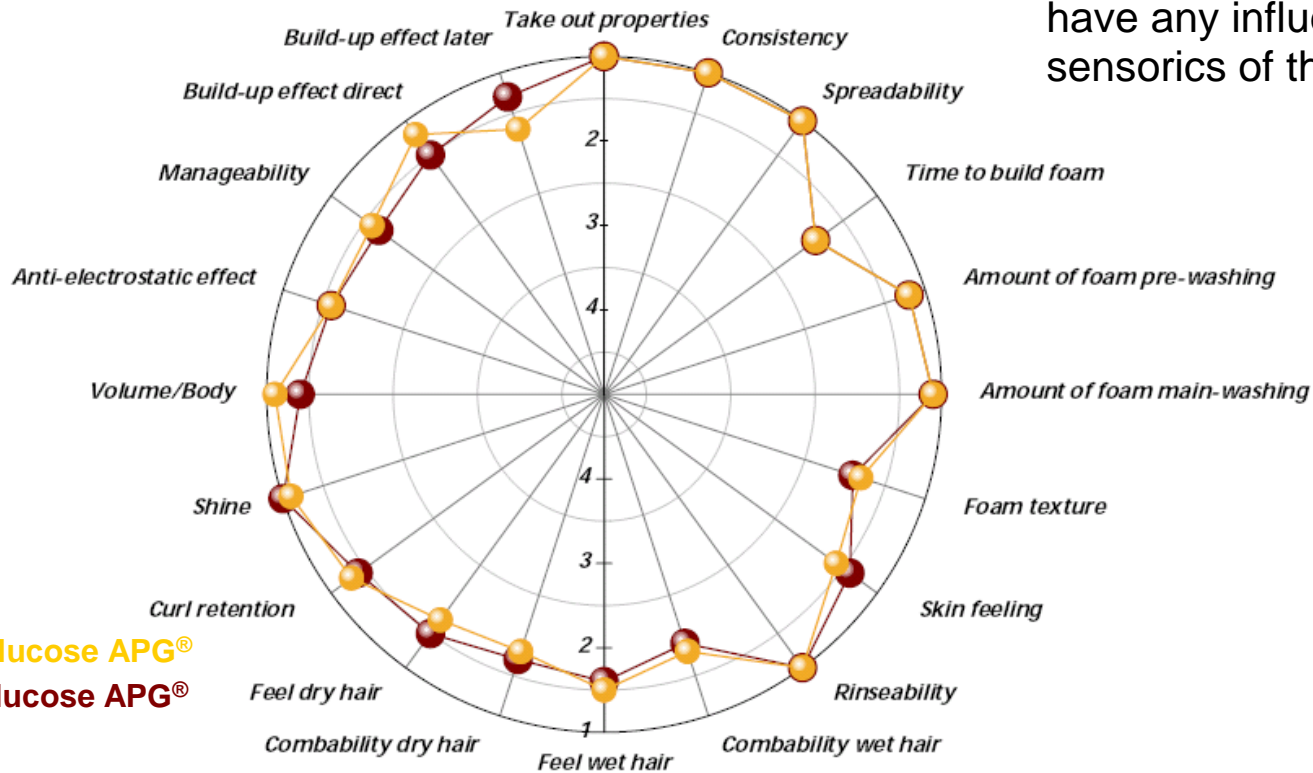 have any influ
sensorics of th
Take out properties
Build-up effect later
Consistency
Build-up effect direct
Spreadability
2
Manageability
Time to build foam
3
Anti-electrostatic effect
Amount of foam pre-washing
4
Volume/Body
Amount of foam main-washing
4
Shine
Foam texture
3
Curl retention
Skin feeling
lucose APG®
2
lucose APG®
Feel dry hair
Rinseability
1
Combability dry hair
Combability wet hair
Feel wet hair